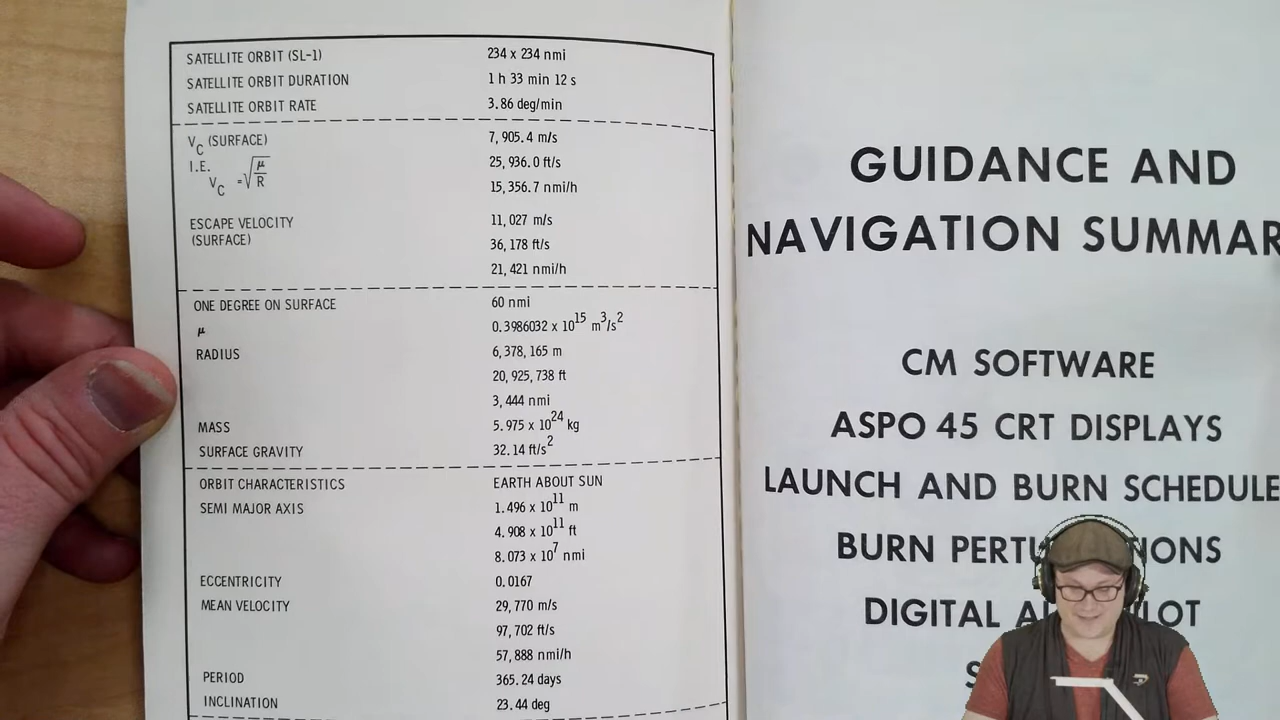 SATELLITE ORBIT (SL-1) 234 x 234 nmi
SATELLITE ORBIT DURATION 1 h 33 min 12 s
SATELLITE ORBIT RATE 3.86 deg/min
V_C (SURFACE) 7,905.4 m/s
I.E. V_C = √(μ/R) 25,936.0 ft/s
15,356.7 nmi/h
ESCAPE VELOCITY 11,027 m/s
(SURFACE) 36,178 ft/s
21,421 nmi/h
ONE DEGREE ON SURFACE 60 nmi
μ 0.3986032 x 10^15 m^3/s^2
RADIUS 6,378,165 m
20,925,738 ft
3,444 nmi
MASS 5.975 x 10^24 kg
SURFACE GRAVITY 32.14 ft/s^2
ORBIT CHARACTERISTICS EARTH ABOUT SUN
SEMI MAJOR AXIS 1.496 x 10^11 m
4.908 x 10^11 ft
8.073 x 10^7 nmi
ECCENTRICITY 0.0167
MEAN VELOCITY 29,770 m/s
97,702 ft/s
57,888 nmi/h
PERIOD 365.24 days
INCLINATION 23.44 deg
GUIDANCE AND
NAVIGATION SUMMAR
CM SOFTWARE
ASPO 45 CRT DISPLAYS
LAUNCH AND BURN SCHEDULE
BURN
DIGITAL